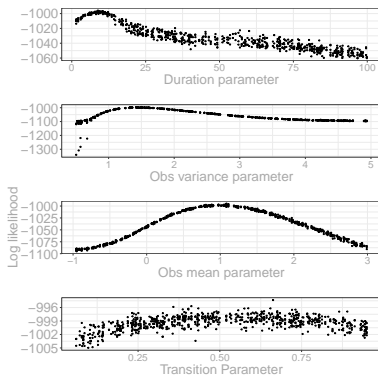 Log likelihood
−1000
−1020
−1040
−1060
0 25 50 75 100
Duration parameter
−1000
−1100
−1200
−1300
1 2 3 4 5
Obs variance parameter
−1000
−1025
−1050
−1075
−1100
−1 0 1 2 3
Obs mean parameter
−996
−999
−1002
−1005
0.25 0.50 0.75
Transition Parameter